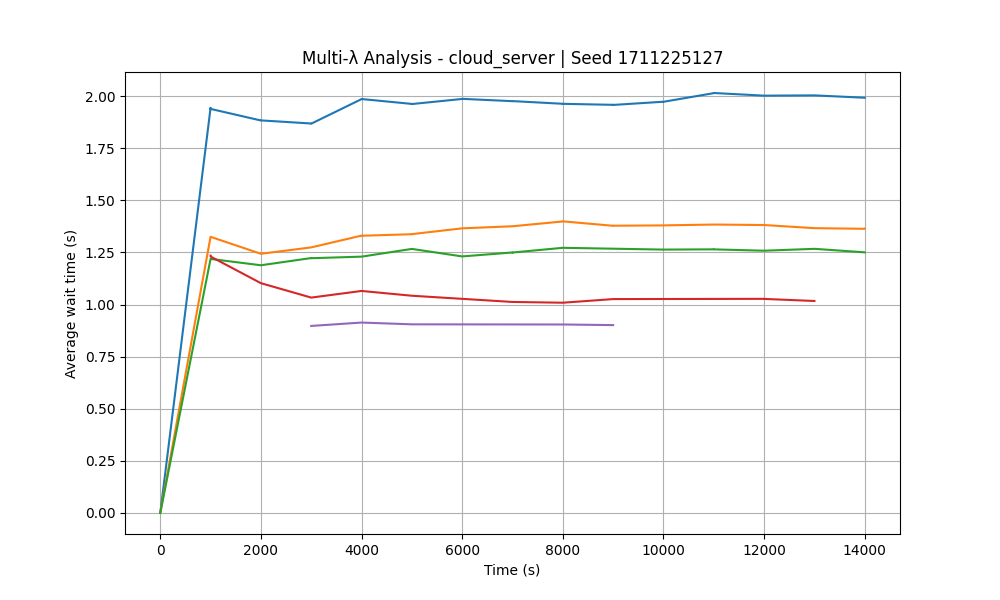 Multi-λ Analysis - cloud_server | Seed 1711225127
Average wait time (s)
2.00
1.75
1.50
1.25
1.00
0.75
0.50
0.25
0.00
0 2000 4000 6000 8000 10000 12000 14000
Time (s)